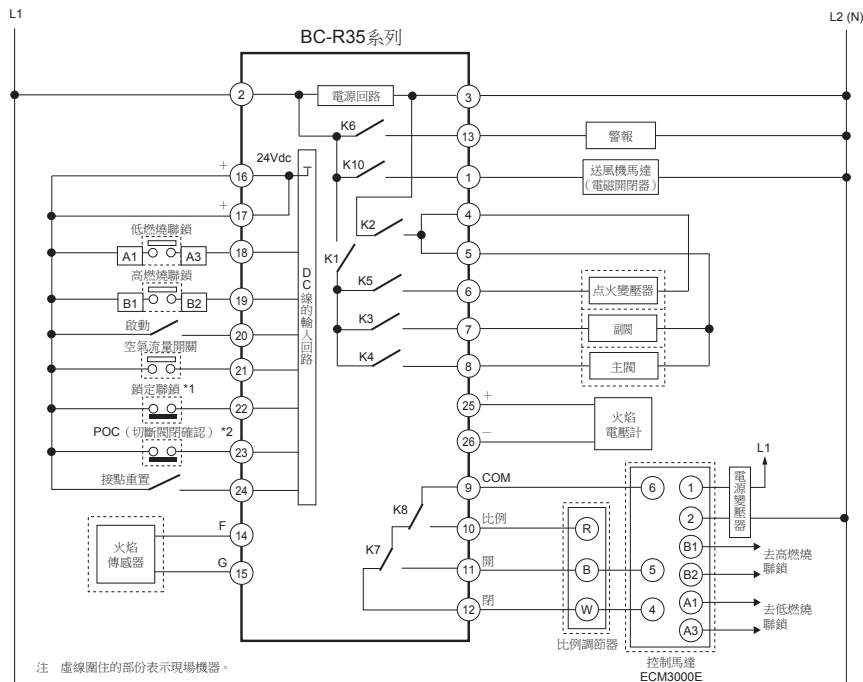 L1
L2 (N)
BC-R35系列
2
電源回路
3
K6
13
警報
24Vdc
+
16
K10
1
送風機馬達
(電磁開閉器)
+
17
K2
4
低燃燒聯鎖
A1
A3
18
5
K1
高燃燒聯鎖
B1
B2
19
DC線的輸入回路
K5
6
点火變壓器
啟動
20
K3
7
副閥
空氣流量開關
21
K4
8
主閥
鎖定聯鎖 *1
22
+
25
火焰
電壓計
POC(切斷閥閉確認)*2
23
−
26
接點重置
24
COM
9
6
1
電源變壓器
L1
K8
比例
10
R
2
F
14
火焰
傳感器
B1
去高燃燒
聯鎖
K7
開
11
B
5
B2
G
15
閉
12
W
4
A1
去低燃燒
聯鎖
A3
比例調節器
控制馬達
ECM3000E
注 虛線圍住的部份表示現場機器。